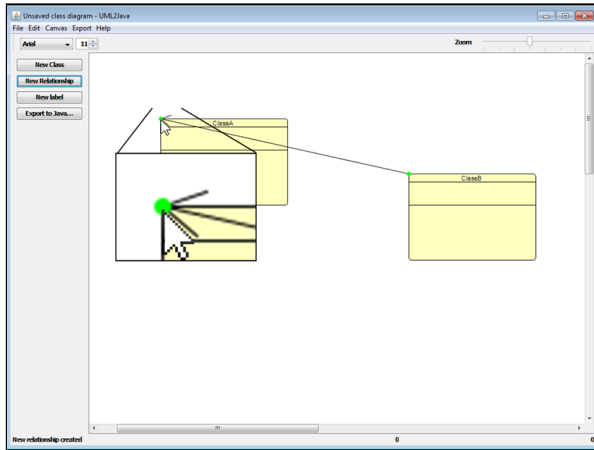 Unsaved class diagram - UML2Java
File Edit Canvas Export Help
Arial 11 Zoom
New Class
New Relationship
New label
Export to Java...
ClassA
ClassB
New relationship created 0 0